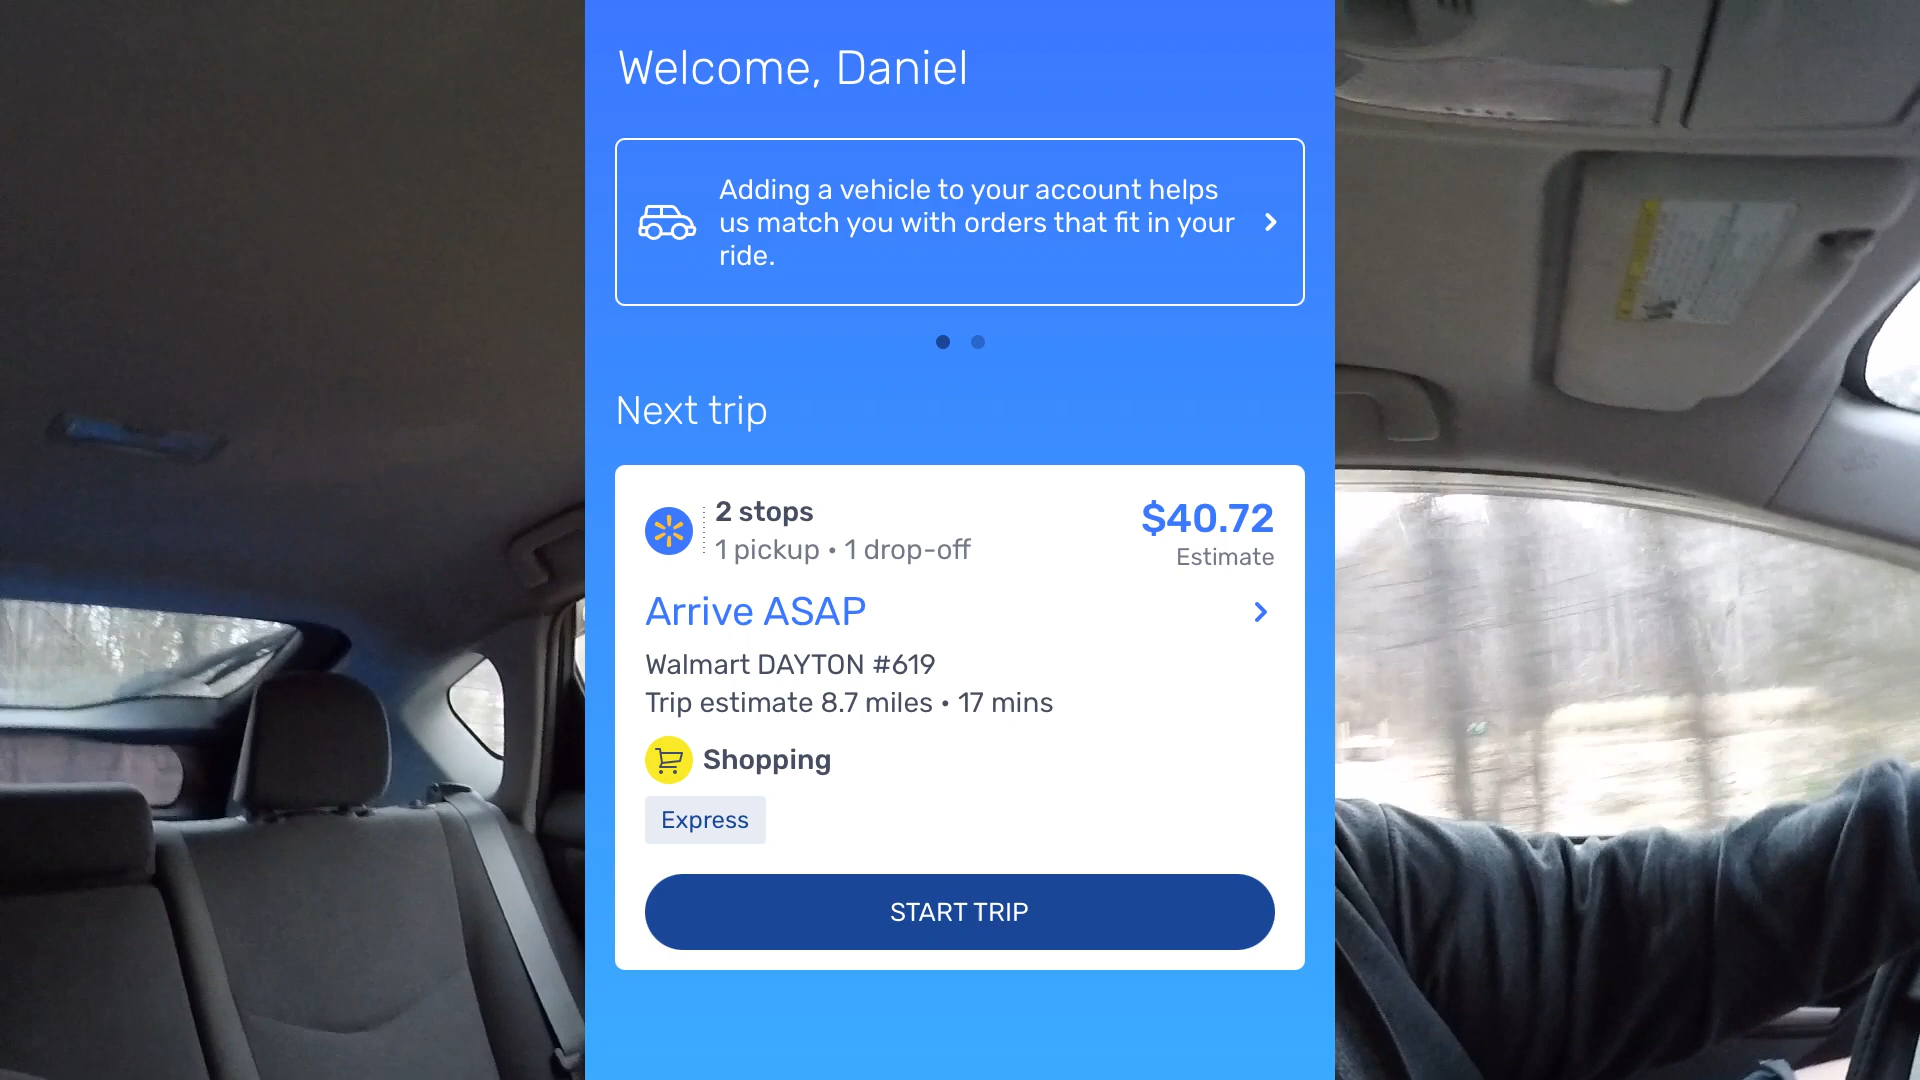 Welcome, Daniel
Adding a vehicle to your account helps
us match you with orders that fit in your
ride.
Next trip
2 stops
$40.72
1 pickup • 1 drop-off
Estimate
Arrive ASAP
Walmart DAYTON #619
Trip estimate 8.7 miles • 17 mins
Shopping
Express
START TRIP